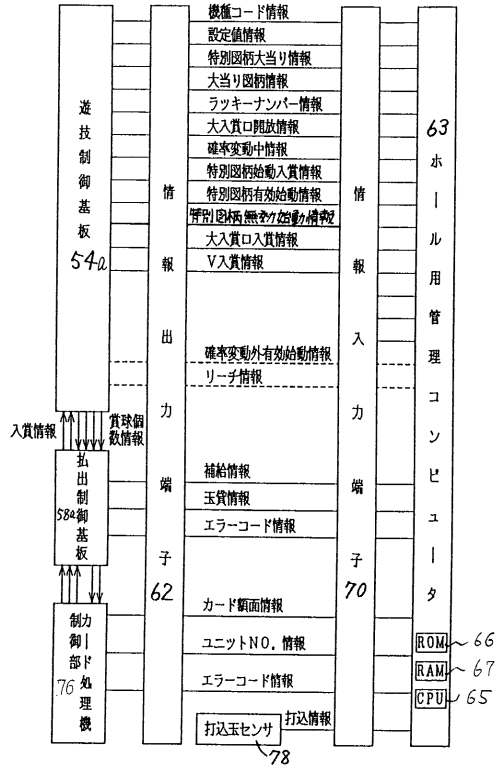 機種コード情報
設定値情報
特別図柄大当り情報
大当り図柄情報
ラッキーナンバー情報
大入賞口開放情報
確率変動中情報
特別図柄始動入賞情報
特別図柄有効始動情報
大入賞口入賞情報
V入賞情報
確率変動外有効始動情報
リーチ情報
遊技制御基板
54a
情報出力端子
62
情報入力端子
70
63
ホール用管理コンピュータ
入賞情報
賞球個数情報
払出制御基板
58a
補給情報
玉貸情報
エラーコード情報
カード処理機
制御部
76
カード額面情報
ユニットNO.情報
エラーコード情報
打込玉センサ
打込情報
78
ROM
66
RAM
67
CPU
65